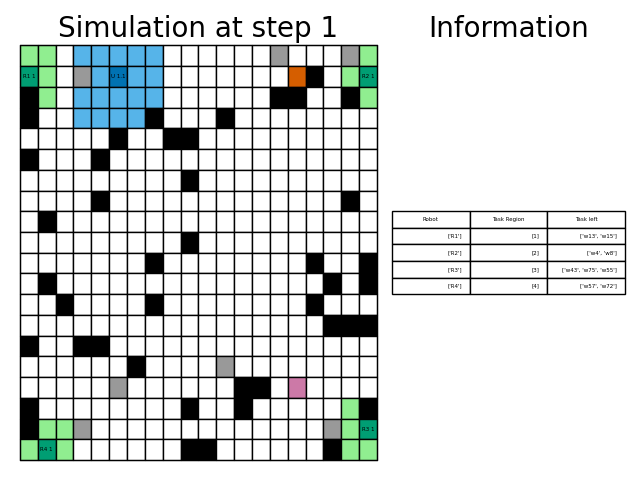 Simulation at step 1
Information
R1 1
U 1 1
R2 1
R3 1
R4 1
Robot Task Region Task left
['R1'] [1] ['w13', 'w15']
['R2'] [2] ['w4', 'w8']
['R3'] [3] ['w43', 'w75', 'w55']
['R4'] [4] ['w57', 'w72']